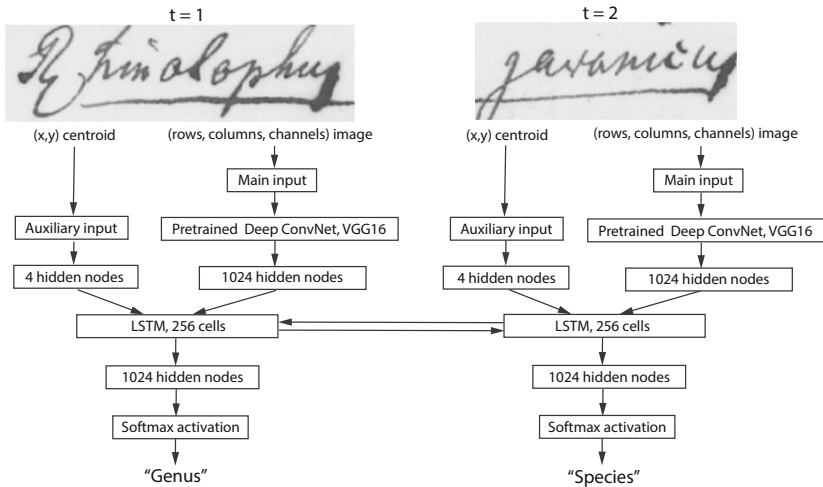 t = 1
t = 2
Rhinolophus
javanicus
(x,y) centroid
(rows, columns, channels) image
(x,y) centroid
(rows, columns, channels) image
Main input
Main input
Auxiliary input
Pretrained Deep ConvNet, VGG16
Auxiliary input
Pretrained Deep ConvNet, VGG16
4 hidden nodes
1024 hidden nodes
4 hidden nodes
1024 hidden nodes
LSTM, 256 cells
LSTM, 256 cells
1024 hidden nodes
1024 hidden nodes
Softmax activation
Softmax activation
“Genus”
“Species”